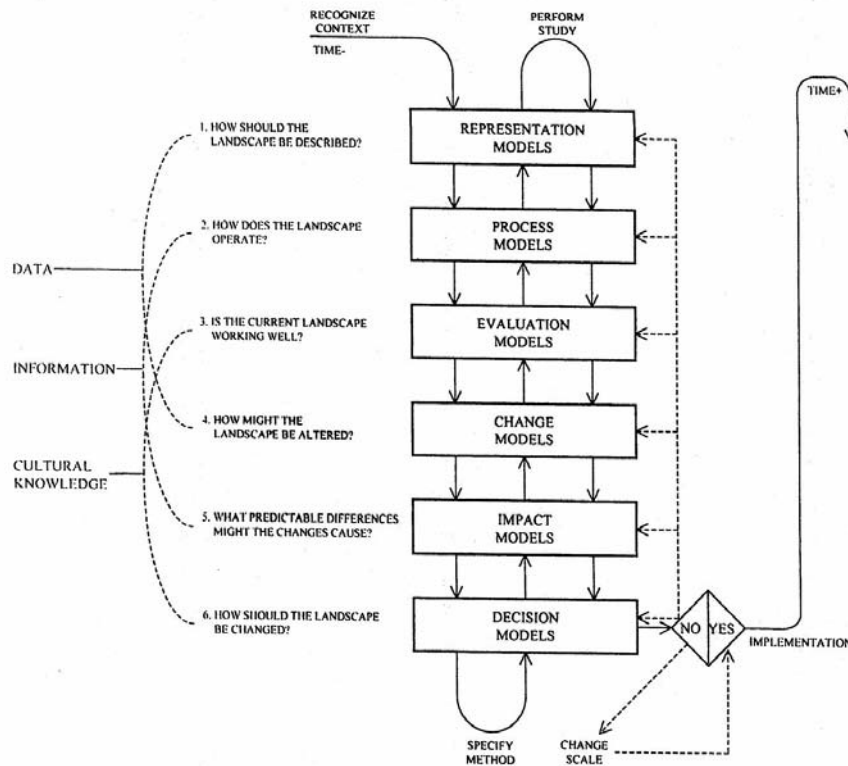 RECOGNIZE
CONTEXT
TIME-
PERFORM
STUDY
TIME+
1. HOW SHOULD THE
LANDSCAPE BE DESCRIBED?
REPRESENTATION
MODELS
2. HOW DOES THE LANDSCAPE
OPERATE?
PROCESS
MODELS
DATA
3. IS THE CURRENT LANDSCAPE
WORKING WELL?
EVALUATION
MODELS
INFORMATION
4. HOW MIGHT THE
LANDSCAPE BE ALTERED?
CHANGE
MODELS
CULTURAL
KNOWLEDGE
5. WHAT PREDICTABLE DIFFERENCES
MIGHT THE CHANGES CAUSE?
IMPACT
MODELS
6. HOW SHOULD THE LANDSCAPE
BE CHANGED?
DECISION
MODELS
NO YES
IMPLEMENTATION
SPECIFY
METHOD
CHANGE
SCALE